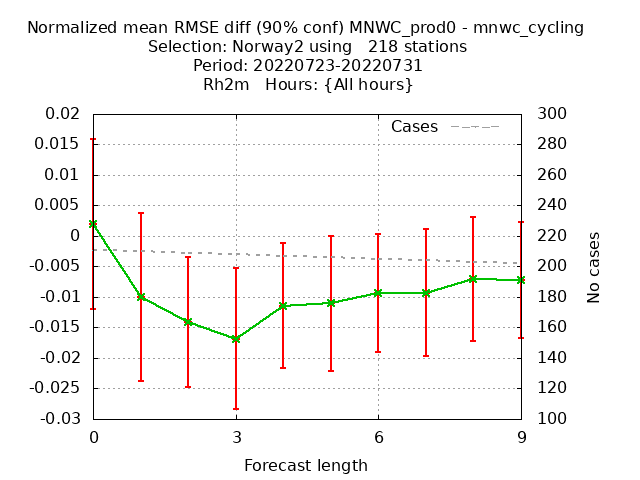 Normalized mean RMSE diff (90% conf) MNWC_prod0 - mnwc_cycling
Selection: Norway2 using   218 stations
Period: 20220723-20220731
Rh2m   Hours: {All hours}
0.02
0.015
0.01
0.005
0
-0.005
-0.01
-0.015
-0.02
-0.025
-0.03
Cases
300
280
260
240
220
200
180
160
140
120
100
No cases
0 3 6 9
Forecast length